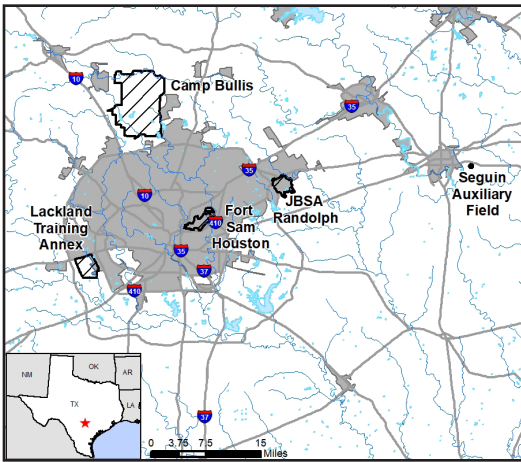 10
Camp Bullis
35
35
Seguin
Auxiliary
Field
JBSA
Randolph
10
Fort
Sam
Houston
410
Lackland
Training
Annex
35
37
410
NM
OK
AR
TX
LA
37
0 3.75 7.5 15
Miles